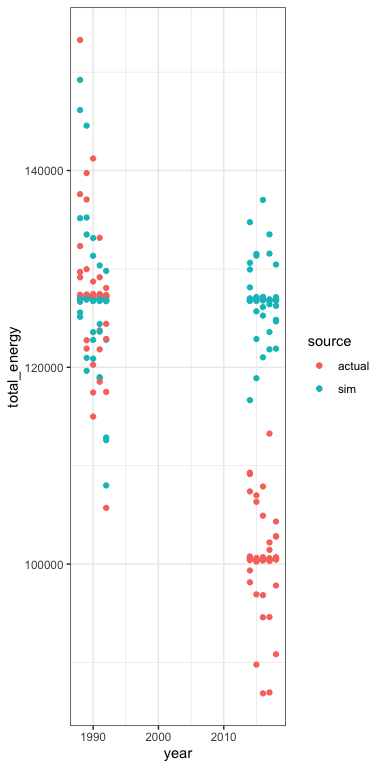 140000
120000
100000
total_energy
1990
2000
2010
year
source
actual
sim